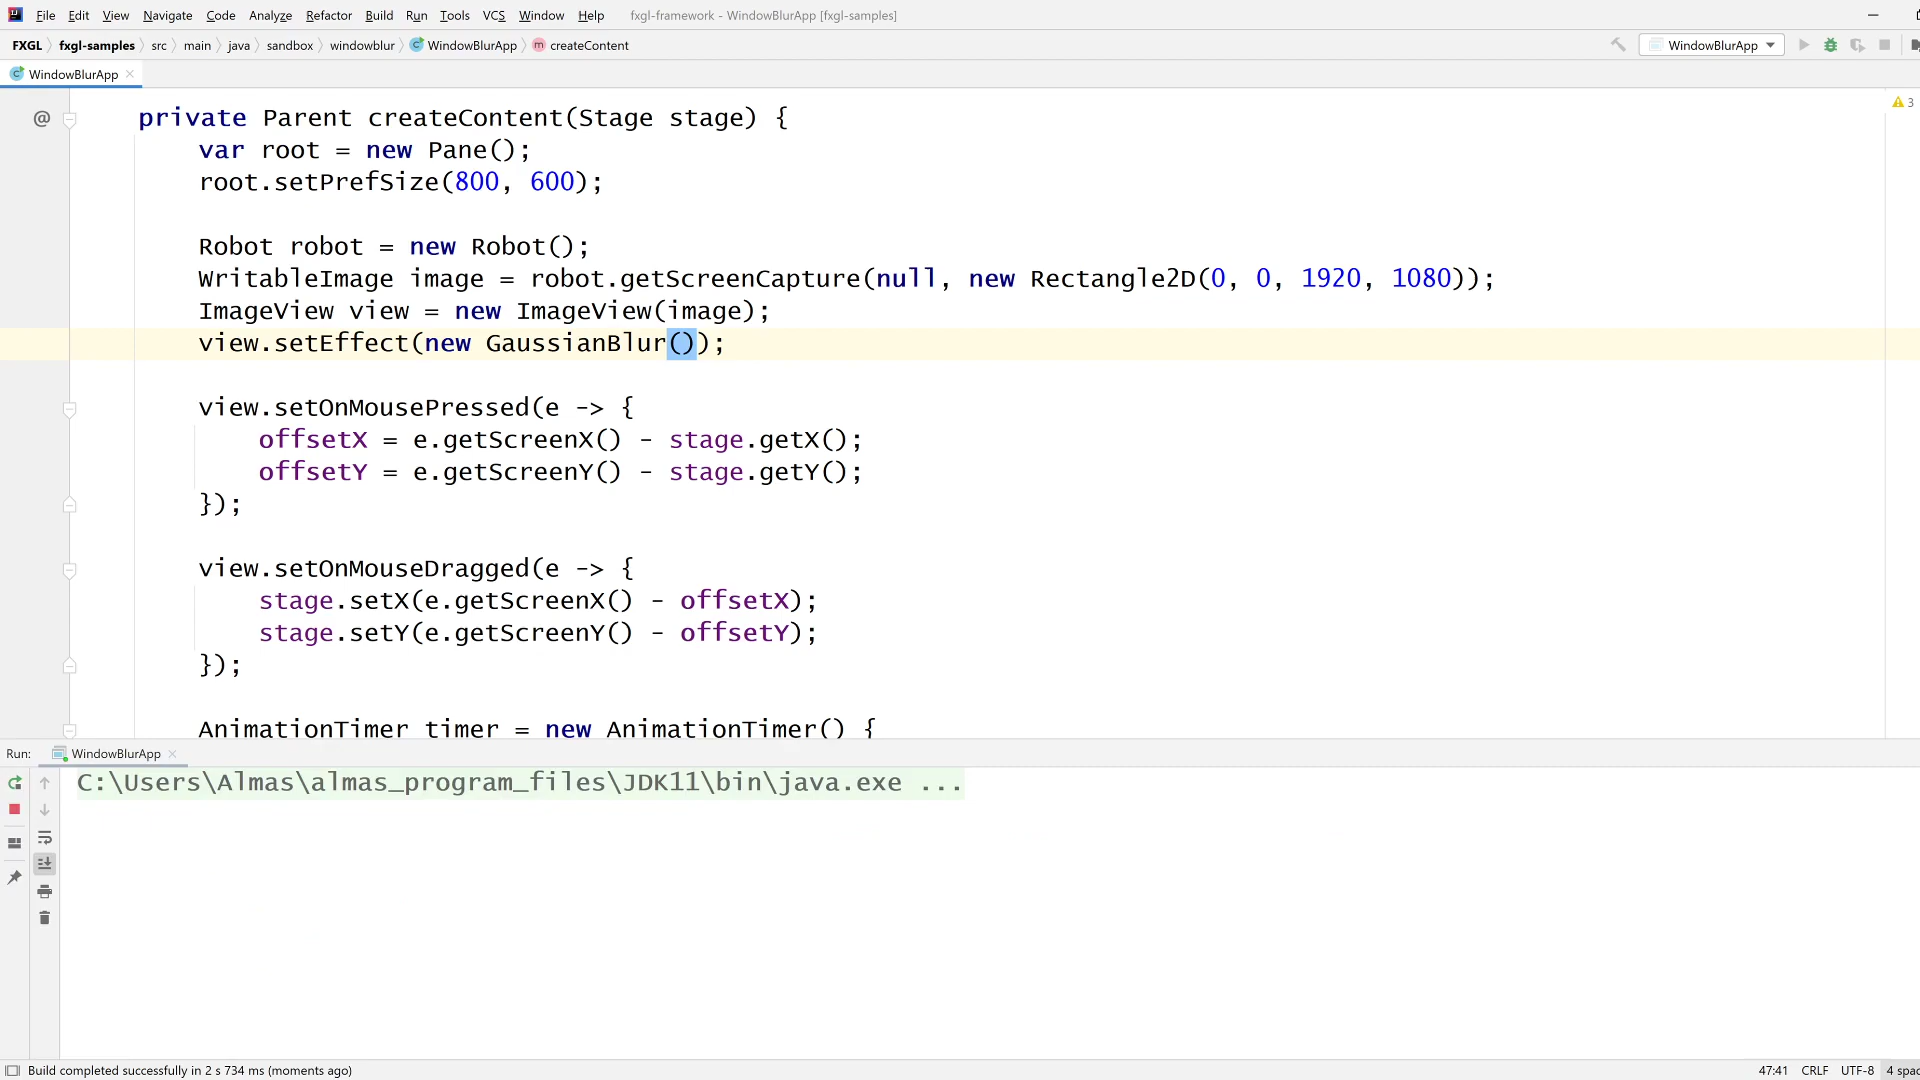 File Edit View Navigate Code Analyze Refactor Build Run Tools VCS Window Help fxgl-framework - WindowBlurApp [fxgl-samples]
FXGL fxgl-samples src main java sandbox windowblur C WindowBlurApp m createContent WindowBlurApp
C WindowBlurApp
@ private Parent createContent(Stage stage) {
3
var root = new Pane();
root.setPrefSize(800, 600);
Robot robot = new Robot();
WritableImage image = robot.getScreenCapture(null, new Rectangle2D(0, 0, 1920, 1080));
ImageView view = new ImageView(image);
view.setEffect(new GaussianBlur());
view.setOnMousePressed(e -> {
offsetX = e.getScreenX() - stage.getX();
offsetY = e.getScreenY() - stage.getY();
});
view.setOnMouseDragged(e -> {
stage.setX(e.getScreenX() - offsetX);
stage.setY(e.getScreenY() - offsetY);
});
AnimationTimer timer = new AnimationTimer() {
Run: WindowBlurApp
C:\Users\Almas\almas_program_files\JDK11\bin\java.exe ...
Build completed successfully in 2 s 734 ms (moments ago) 47:41 CRLF UTF-8 4